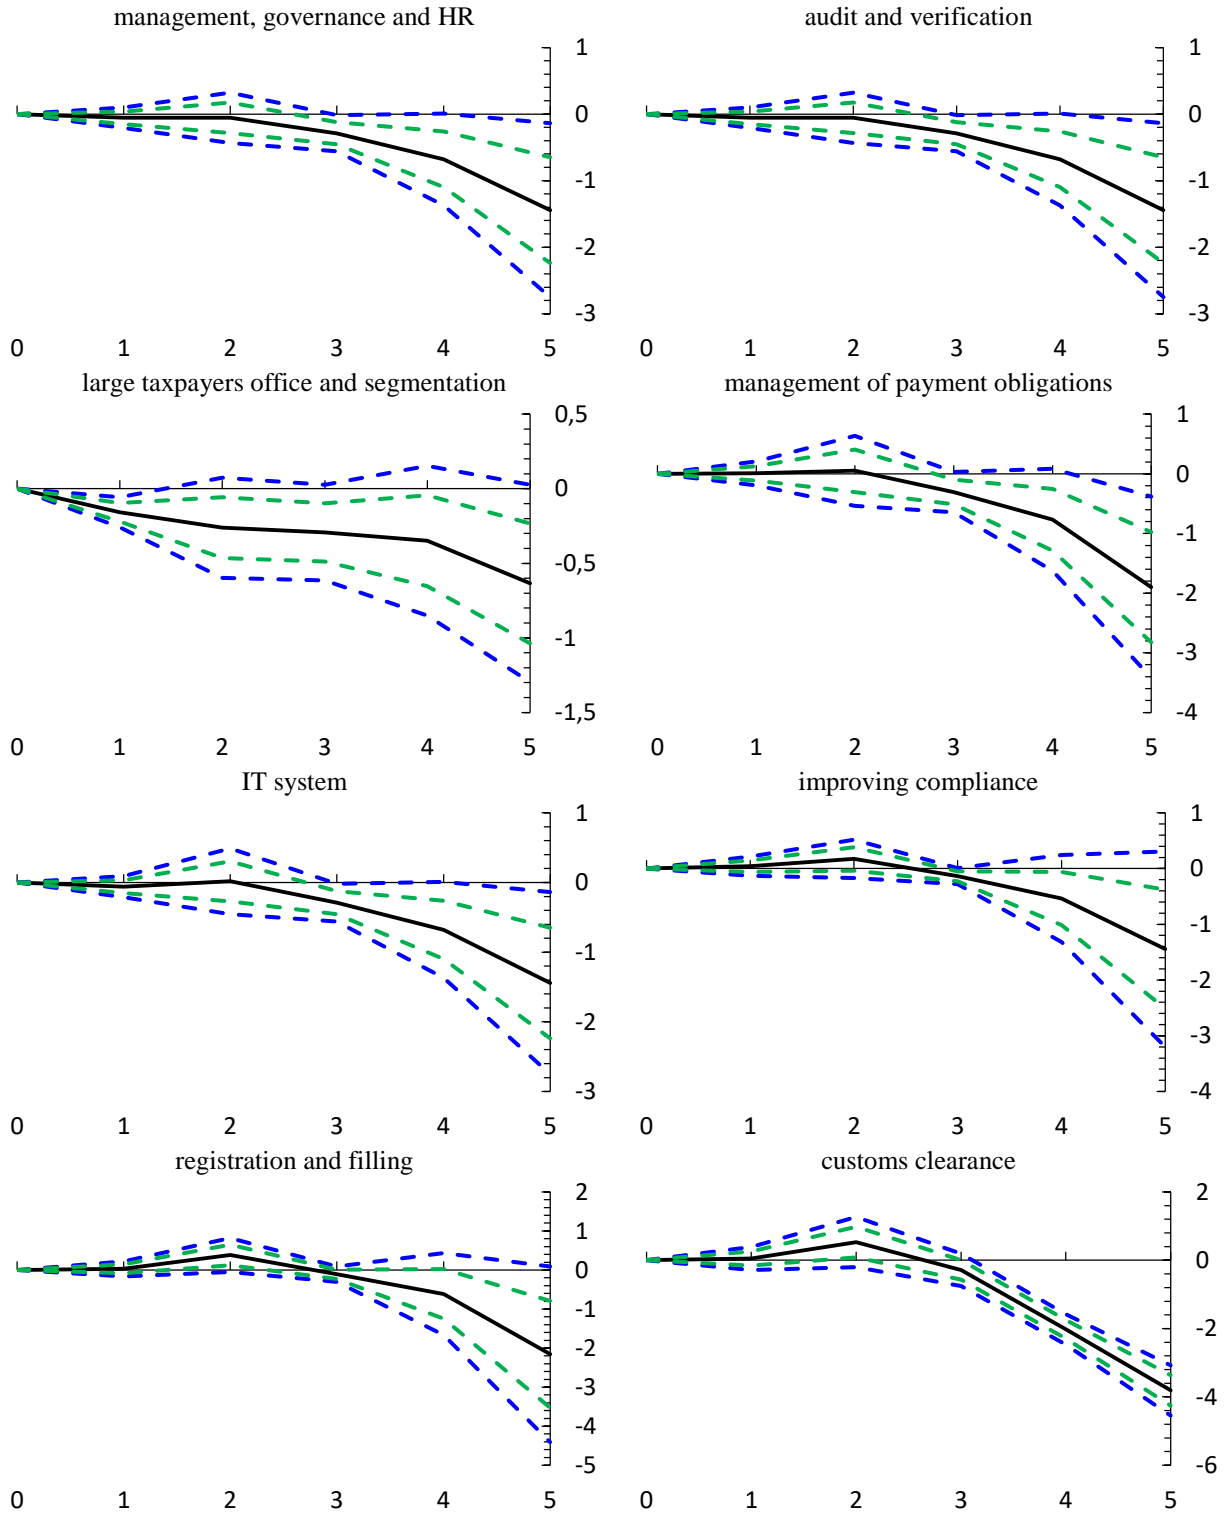 management, governance and HR
1
0
-1
-2
-3
0 1 2 3 4 5
audit and verification
1
0
-1
-2
-3
0 1 2 3 4 5
large taxpayers office and segmentation
0,5
0
-0,5
-1
-1,5
0 1 2 3 4 5
management of payment obligations
1
0
-1
-2
-3
-4
0 1 2 3 4 5
IT system
1
0
-1
-2
-3
0 1 2 3 4 5
improving compliance
1
0
-1
-2
-3
-4
0 1 2 3 4 5
registration and filling
2
1
0
-1
-2
-3
-4
-5
0 1 2 3 4 5
customs clearance
2
0
-2
-4
-6
0 1 2 3 4 5